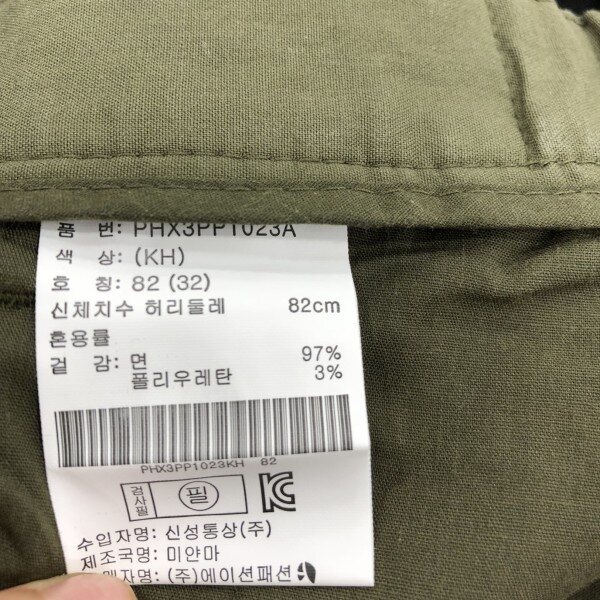 품 번: PHX3PP1023A
색 상: (KH)
호 칭: 82 (32)
신체치수 허리둘레 82cm
혼용률
겉 감: 면 97%
폴리우레탄 3%
PHX3PP1023KH 82
검사필 필
수입자명: 신성통상(주)
제조국명: 미얀마
매자명: (주)에이션패션